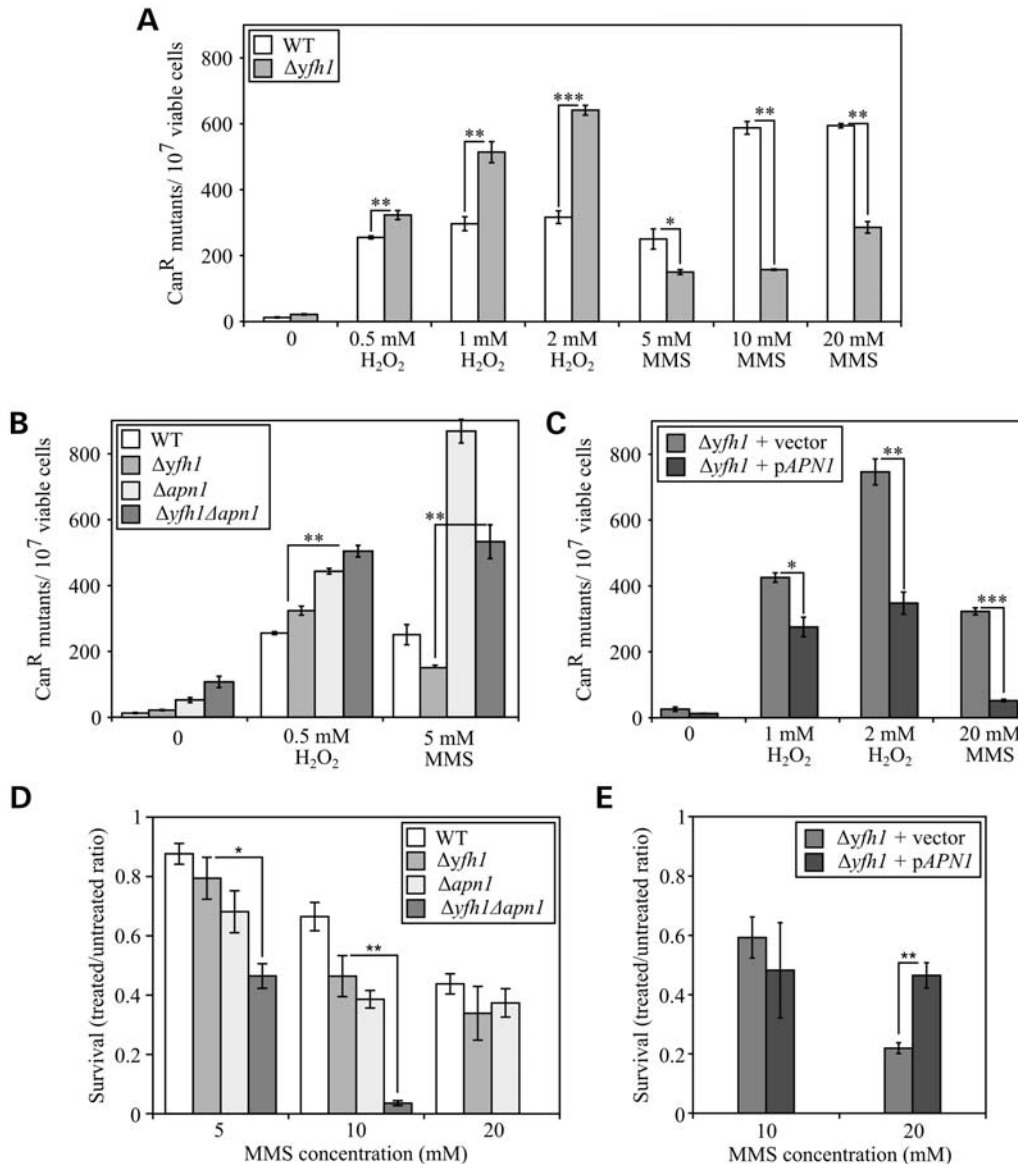 A
WT
Δyfh1
Can^R mutants/ 10^7 viable cells
800
600
400
200
0
** ** *** * ** **
0 0.5 mM 1 mM 2 mM 5 mM 10 mM 20 mM
H₂O₂ H₂O₂ H₂O₂ MMS MMS MMS
B
WT
Δyfh1
Δapn1
Δyfh1Δapn1
Can^R mutants/ 10^7 viable cells
800
600
400
200
0
** **
0 0.5 mM 5 mM
H₂O₂ MMS
C
Δyfh1 + vector
Δyfh1 + pAPN1
Can^R mutants/ 10^7 viable cells
800
600
400
200
0
* ** ***
0 1 mM 2 mM 20 mM
H₂O₂ H₂O₂ MMS
D
WT
Δyfh1
Δapn1
Δyfh1Δapn1
Survival (treated/untreated ratio)
1
0.8
0.6
0.4
0.2
0
* **
5 10 20
MMS concentration (mM)
E
Δyfh1 + vector
Δyfh1 + pAPN1
Survival (treated/untreated ratio)
1
0.8
0.6
0.4
0.2
0
**
10 20
MMS concentration (mM)